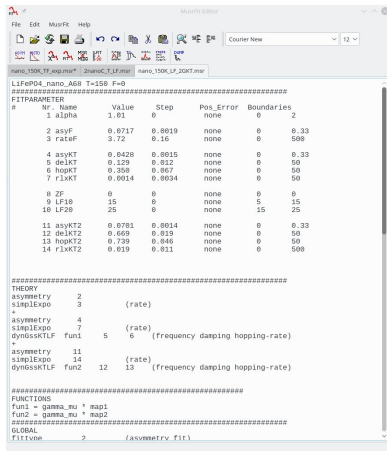 MusrFit Editor
File Edit MusrFit Help
Courier New 12
nano_150K_TF_exp.msr* 2nanoC_T_LF.msr nano_150K_LF_2GKT.msr
LiFePO4_nano_AG8 T=150 F=0
###############################################################
FITPARAMETER
# Nr. Name Value Step Pos_Error Boundaries
1 alpha 1.01 0 none 0 2
2 asyF 0.0717 0.0019 none 0 0.33
3 rateF 3.72 0.16 none 0 500
4 asyKT 0.0428 0.0015 none 0 0.33
5 delKT 0.129 0.012 none 0 50
6 hopKT 0.350 0.067 none 0 50
7 rlxKT 0.0014 0.0034 none 0 500
8 ZF 0 0 none 0 0
9 LF10 15 0 none 5 15
10 LF20 25 0 none 15 25
11 asyKT2 0.0701 0.0014 none 0 0.33
12 delKT2 0.669 0.019 none 0 50
13 hopKT2 0.739 0.046 none 0 50
14 rlxKT2 0.019 0.011 none 0 500
###############################################################
THEORY
asymmetry 2
simplExpo 3 (rate)
+
asymmetry 4
simplExpo 7 (rate)
dynGssKTLF fun1 5 6 (frequency damping hopping-rate)
+
asymmetry 11
simplExpo 14 (rate)
dynGssKTLF fun2 12 13 (frequency damping hopping-rate)
#####################################################
FUNCTIONS
fun1 = gamma_mu * map1
fun2 = gamma_mu * map2
###############################################################
GLOBAL
fittype 2 (asymmetry fit)